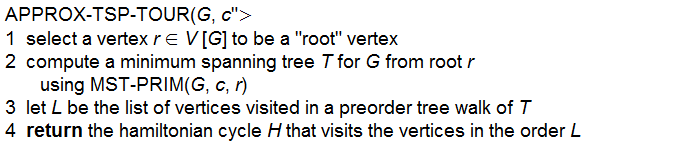 APPROX-TSP-TOUR(G, c">
1 select a vertex r ∈ V [G] to be a "root" vertex
2 compute a minimum spanning tree T for G from root r
using MST-PRIM(G, c, r)
3 let L be the list of vertices visited in a preorder tree walk of T
4 return the hamiltonian cycle H that visits the vertices in the order L